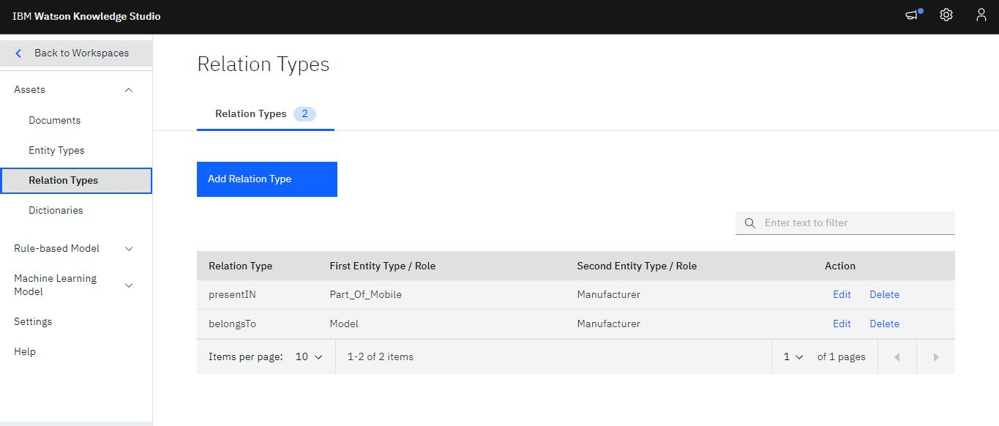 IBM Watson Knowledge Studio
Back to Workspaces
Assets
Documents
Entity Types
Relation Types
Dictionaries
Rule-based Model
Machine Learning
Model
Settings
Help
Relation Types
Relation Types 2
Add Relation Type
Enter text to filter
Relation Type First Entity Type / Role Second Entity Type / Role Action
presentIN Part_Of_Mobile Manufacturer Edit Delete
belongsTo Model Manufacturer Edit Delete
Items per page: 10 1-2 of 2 items 1 of 1 pages